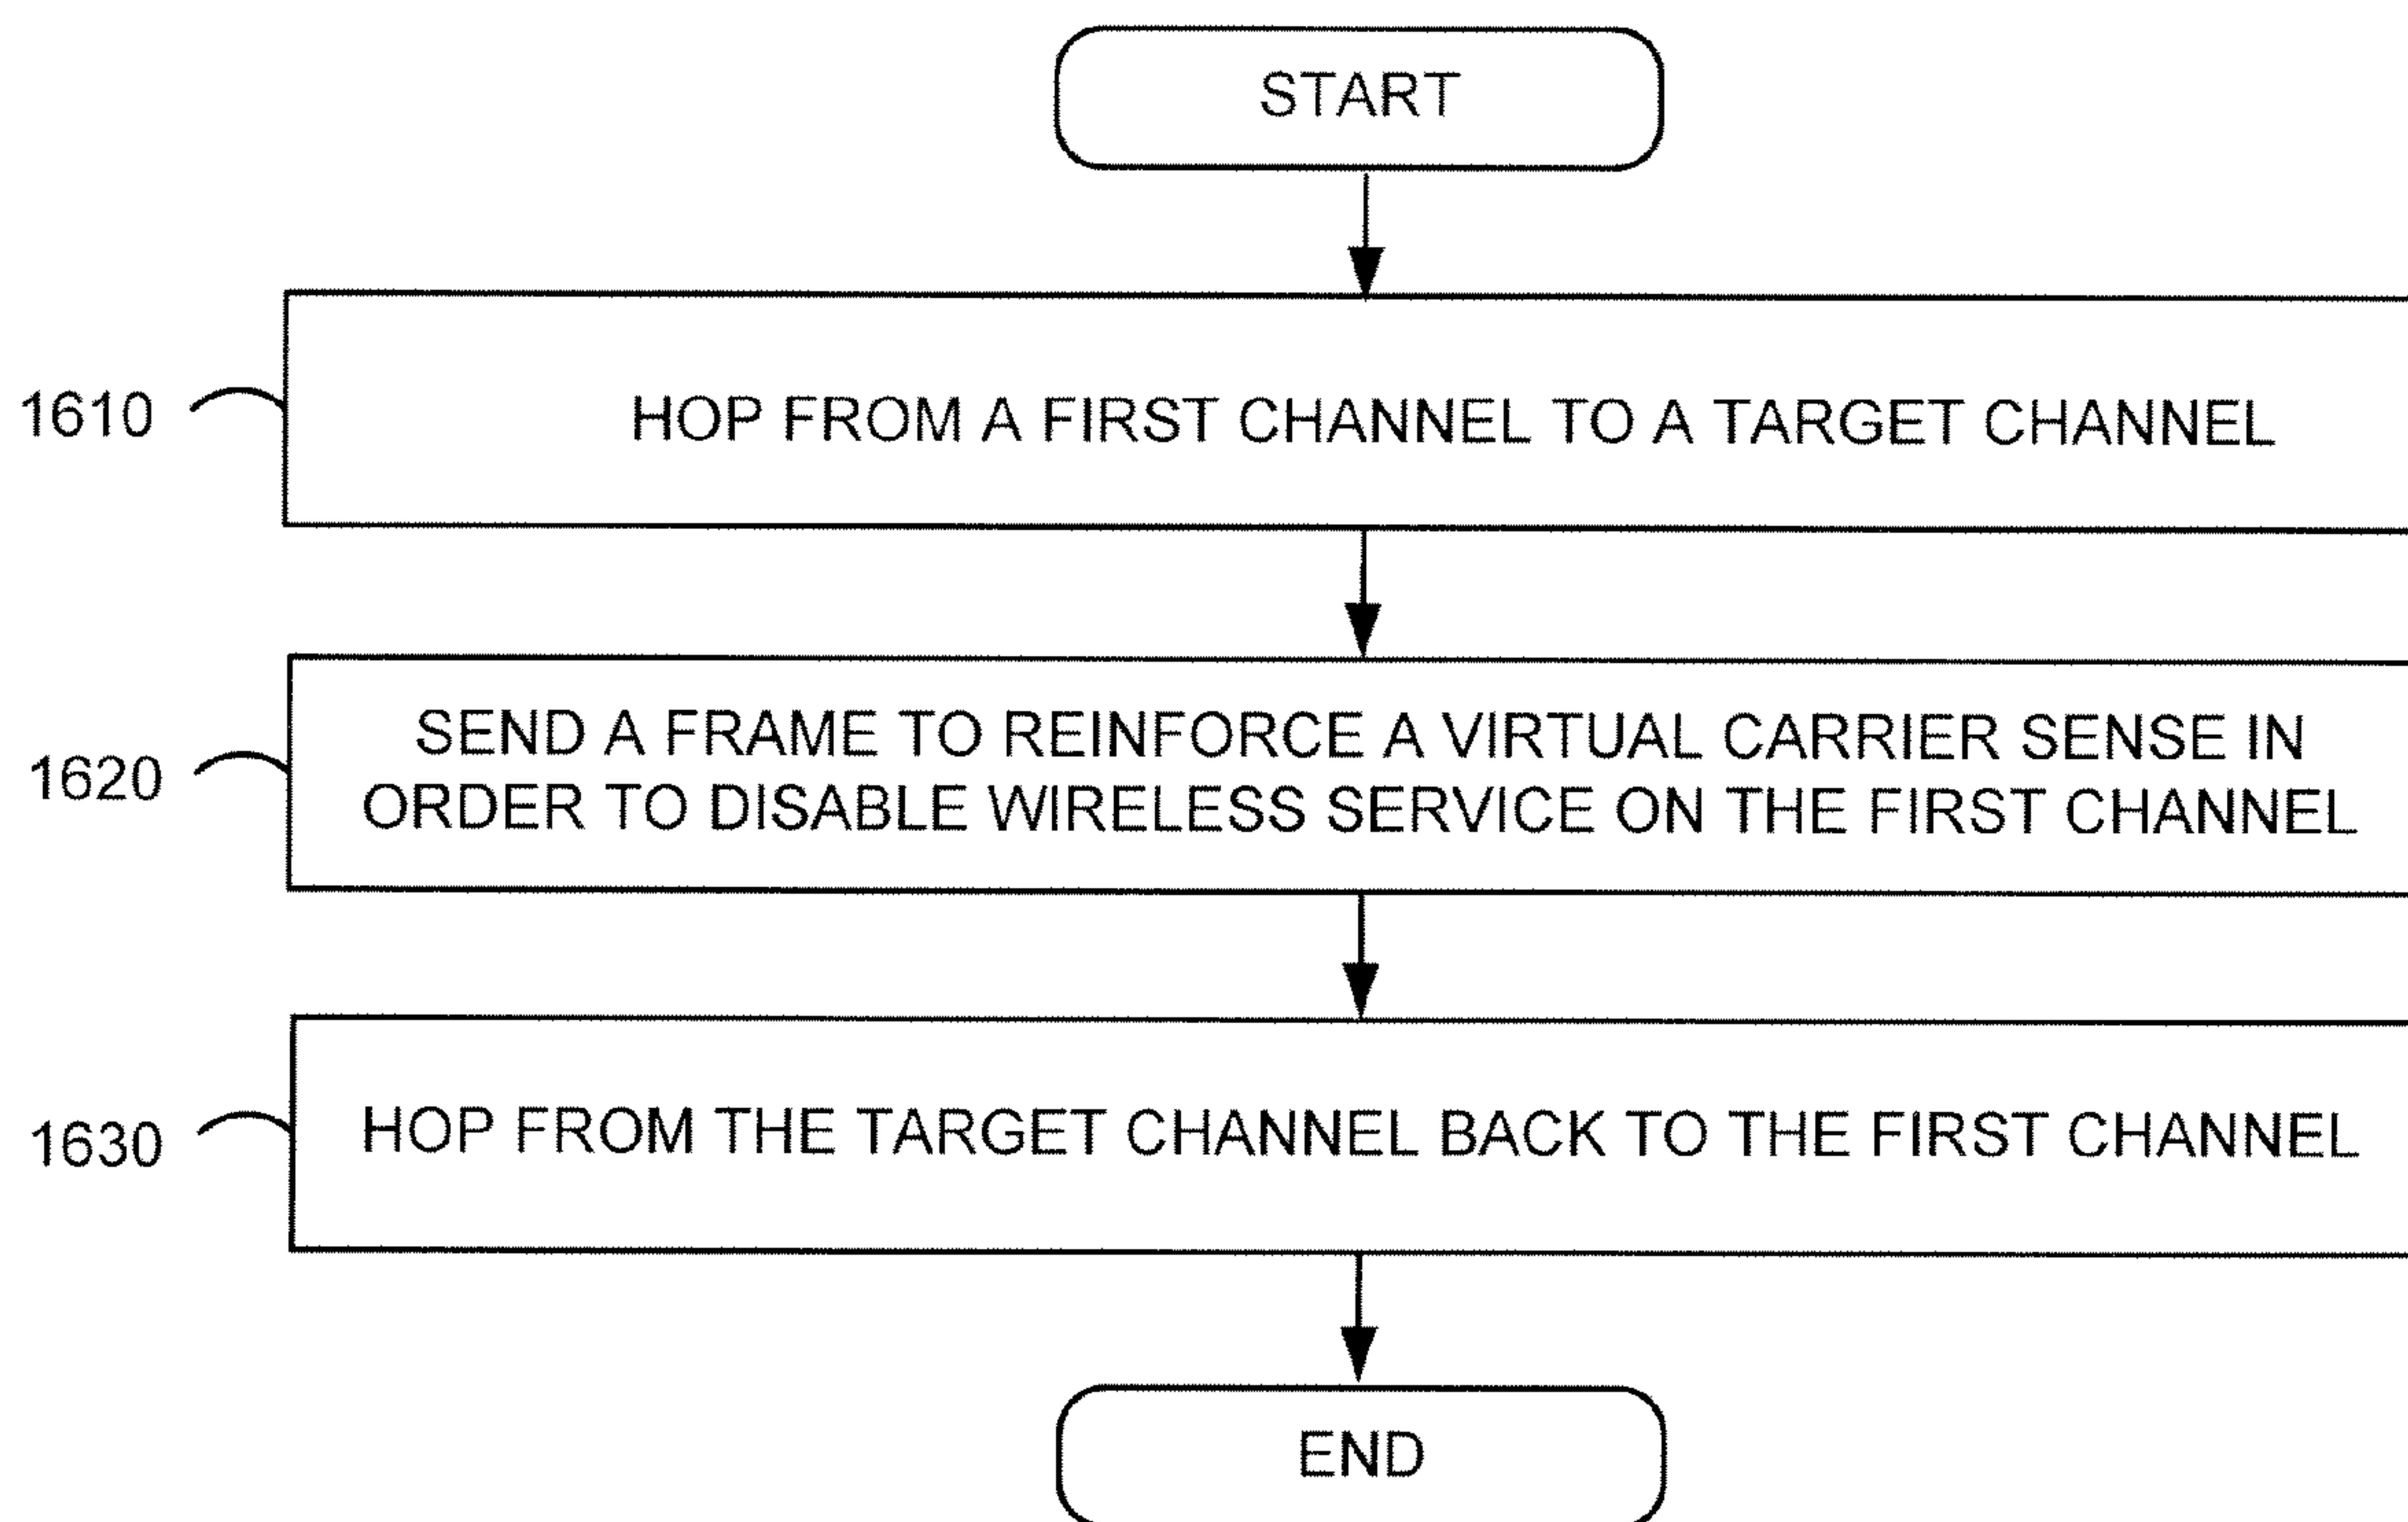 START
1610
HOP FROM A FIRST CHANNEL TO A TARGET CHANNEL
1620
SEND A FRAME TO REINFORCE A VIRTUAL CARRIER SENSE IN
ORDER TO DISABLE WIRELESS SERVICE ON THE FIRST CHANNEL
1630
HOP FROM THE TARGET CHANNEL BACK TO THE FIRST CHANNEL
END